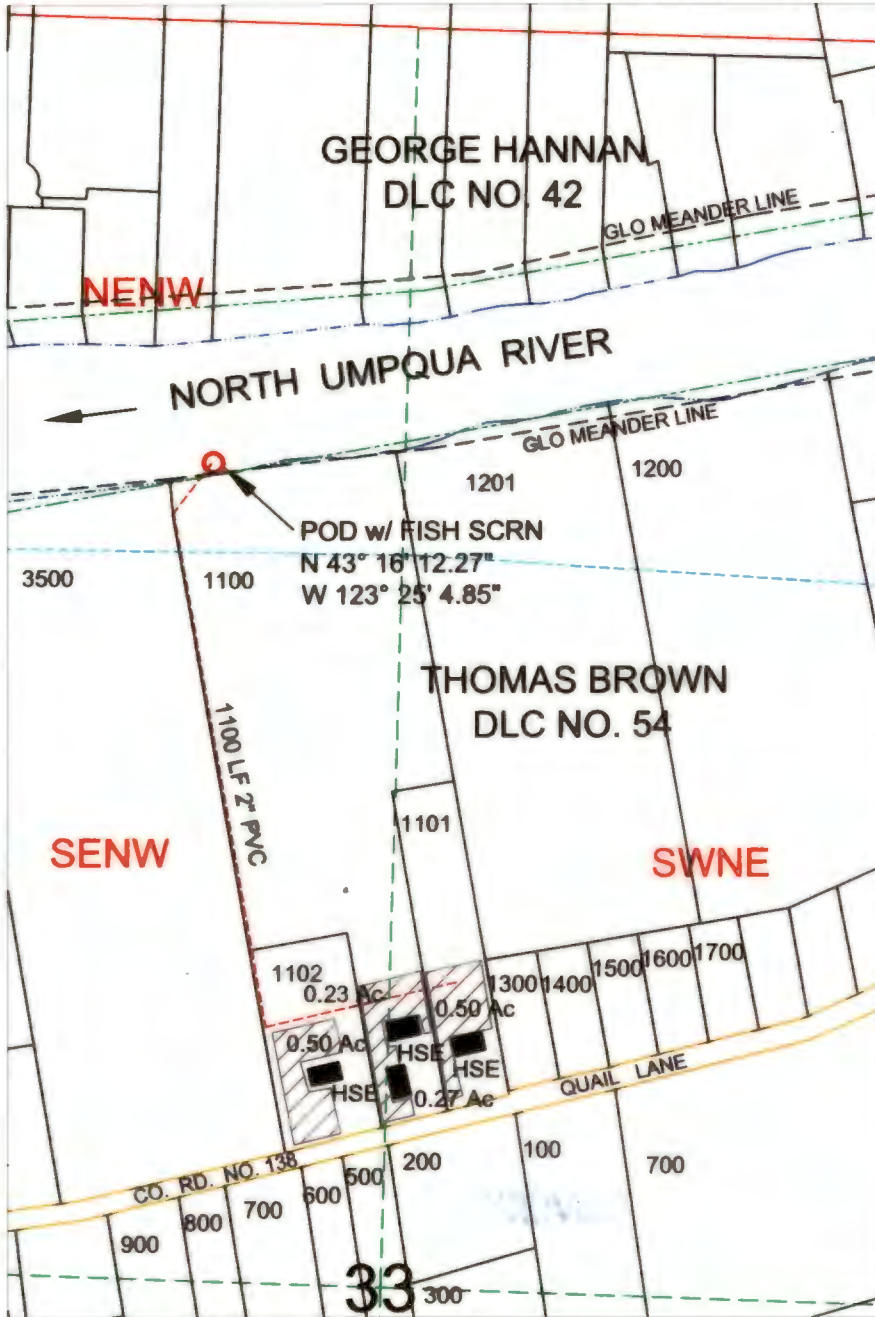 GEORGE HANNAN
DLC NO. 42
GLO MEANDER LINE
NENW
NORTH UMPQUA RIVER
GLO MEANDER LINE
1201
1200
POD w/ FISH SCRN
N 43° 16' 12.27"
W 123° 25' 4.85"
3500
1100
THOMAS BROWN
DLC NO. 54
1100 LF 2" PVC
1101
SENW
SWNE
1102
0.23 Ac
1300
1400
1500
1600
1700
0.50 Ac
0.50 Ac
HSE
HSE
HSE
0.27 Ac
QUAIL LANE
CO. RD. NO. 138
900
800
700
600
500
200
100
700
33
300